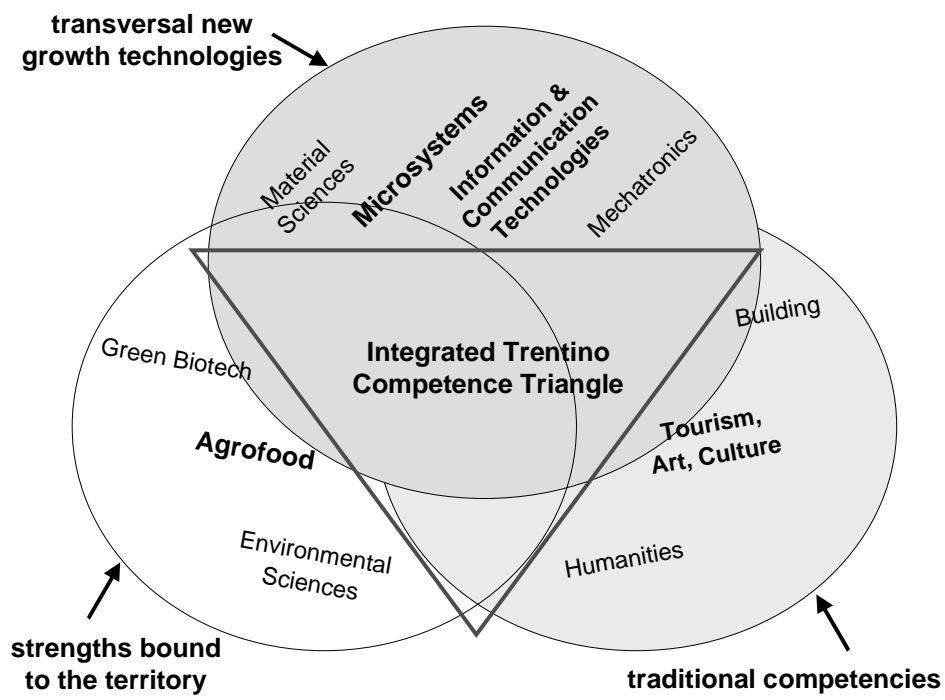 transversal new
growth technologies
Material
Sciences
Microsystems
Information &
Communication
Technologies
Mechatronics
Building
Green Biotech
Integrated Trentino
Competence Triangle
Tourism,
Art, Culture
Agrofood
Environmental
Sciences
Humanities
strengths bound
to the territory
traditional competencies